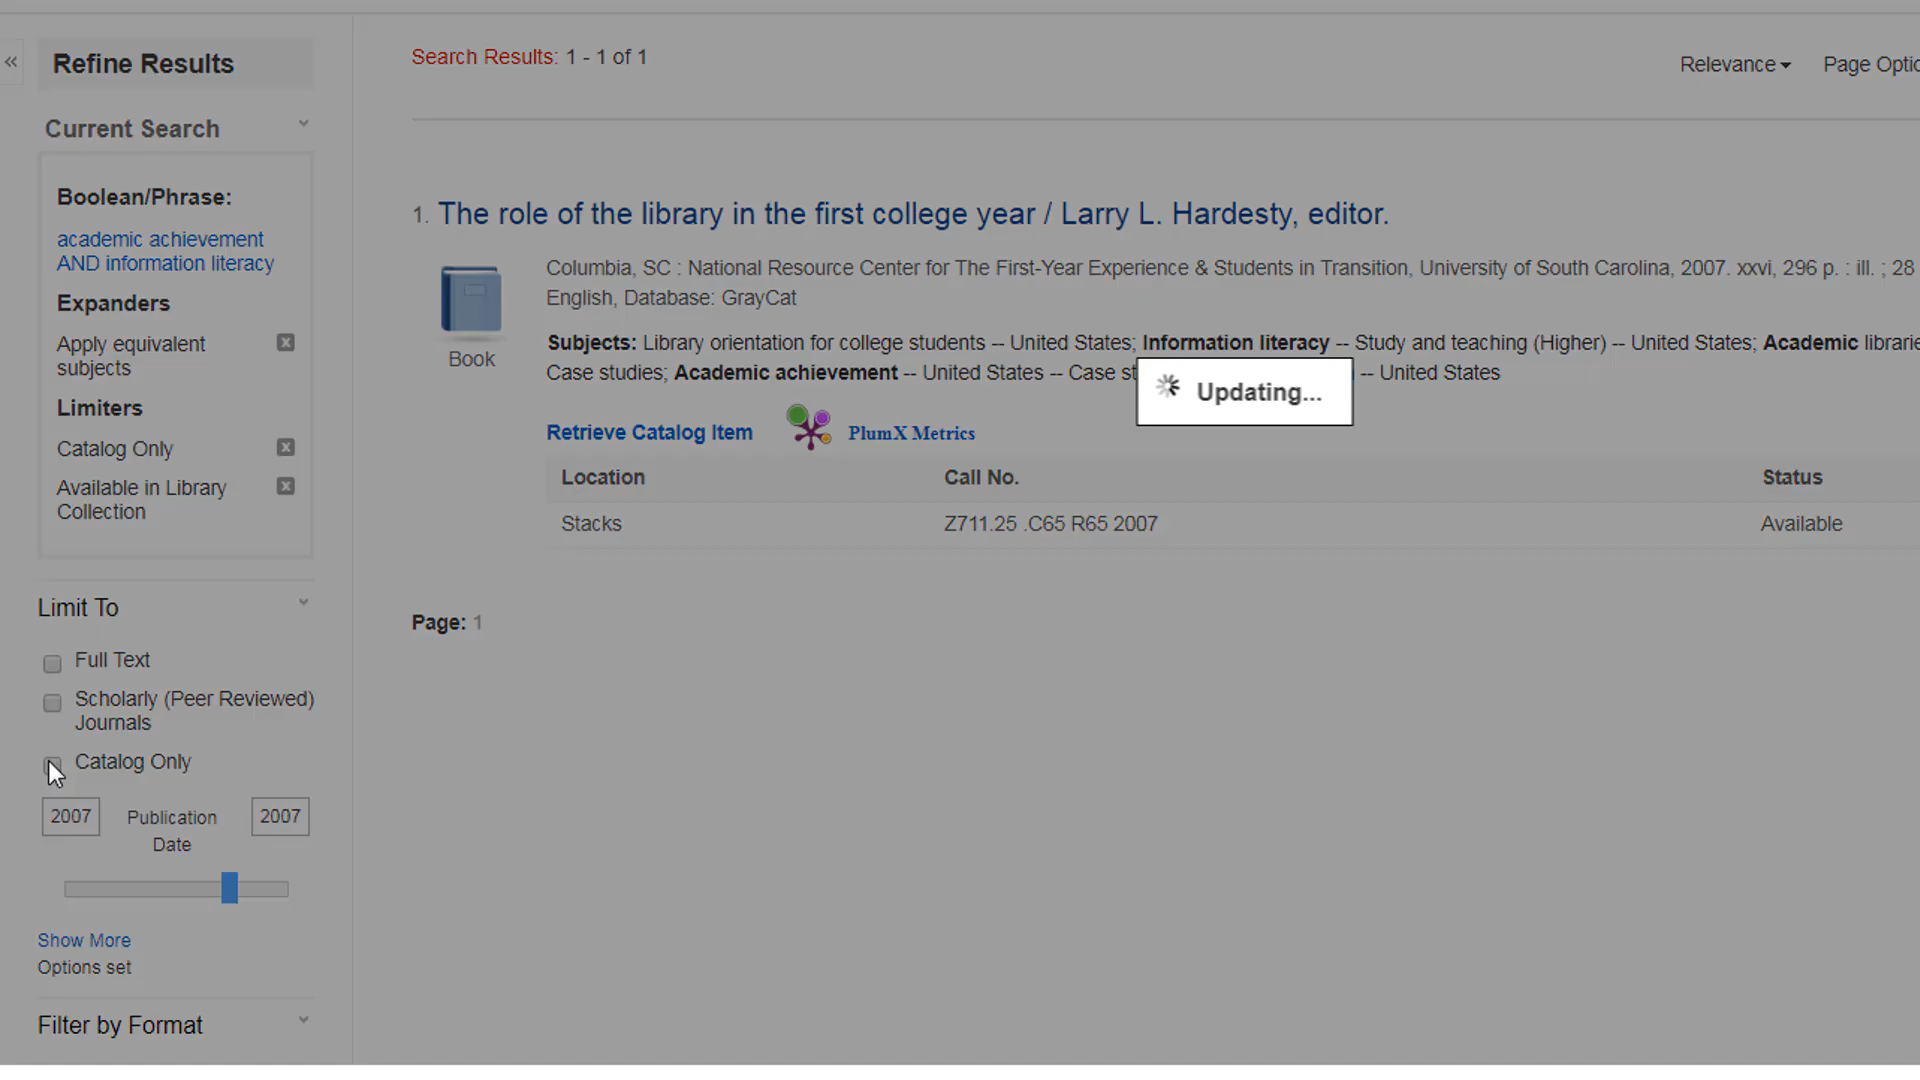 «
Refine Results
Current Search
Boolean/Phrase:
academic achievement
AND information literacy
Expanders
Apply equivalent
subjects
Limiters
Catalog Only
Available in Library
Collection
Limit To
Full Text
Scholarly (Peer Reviewed)
Journals
Catalog Only
2007 Publication Date 2007
Show More
Options set
Filter by Format
Search Results: 1 - 1 of 1
Relevance Page Optio
1. The role of the library in the first college year / Larry L. Hardesty, editor.
Book
Columbia, SC : National Resource Center for The First-Year Experience & Students in Transition, University of South Carolina, 2007. xxvi, 296 p. : ill. ; 28
English, Database: GrayCat
Subjects: Library orientation for college students -- United States; Information literacy -- Study and teaching (Higher) -- United States; Academic librarie
Case studies; Academic achievement -- United States -- Case st -- United States
Updating...
Retrieve Catalog Item PlumX Metrics
Location Call No. Status
Stacks Z711.25 .C65 R65 2007 Available
Page: 1